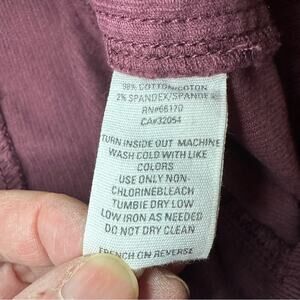 98% COTTON/COTON
2% SPANDEX/SPANDEX
RN#66170
CA#32054
TURN INSIDE OUT MACHINE
WASH COLD WITH LIKE
COLORS
USE ONLY NON-
CHLORINEBLEACH
TUMBLE DRY LOW
LOW IRON AS NEEDED
DO NOT DRY CLEAN
FRENCH ON REVERSE